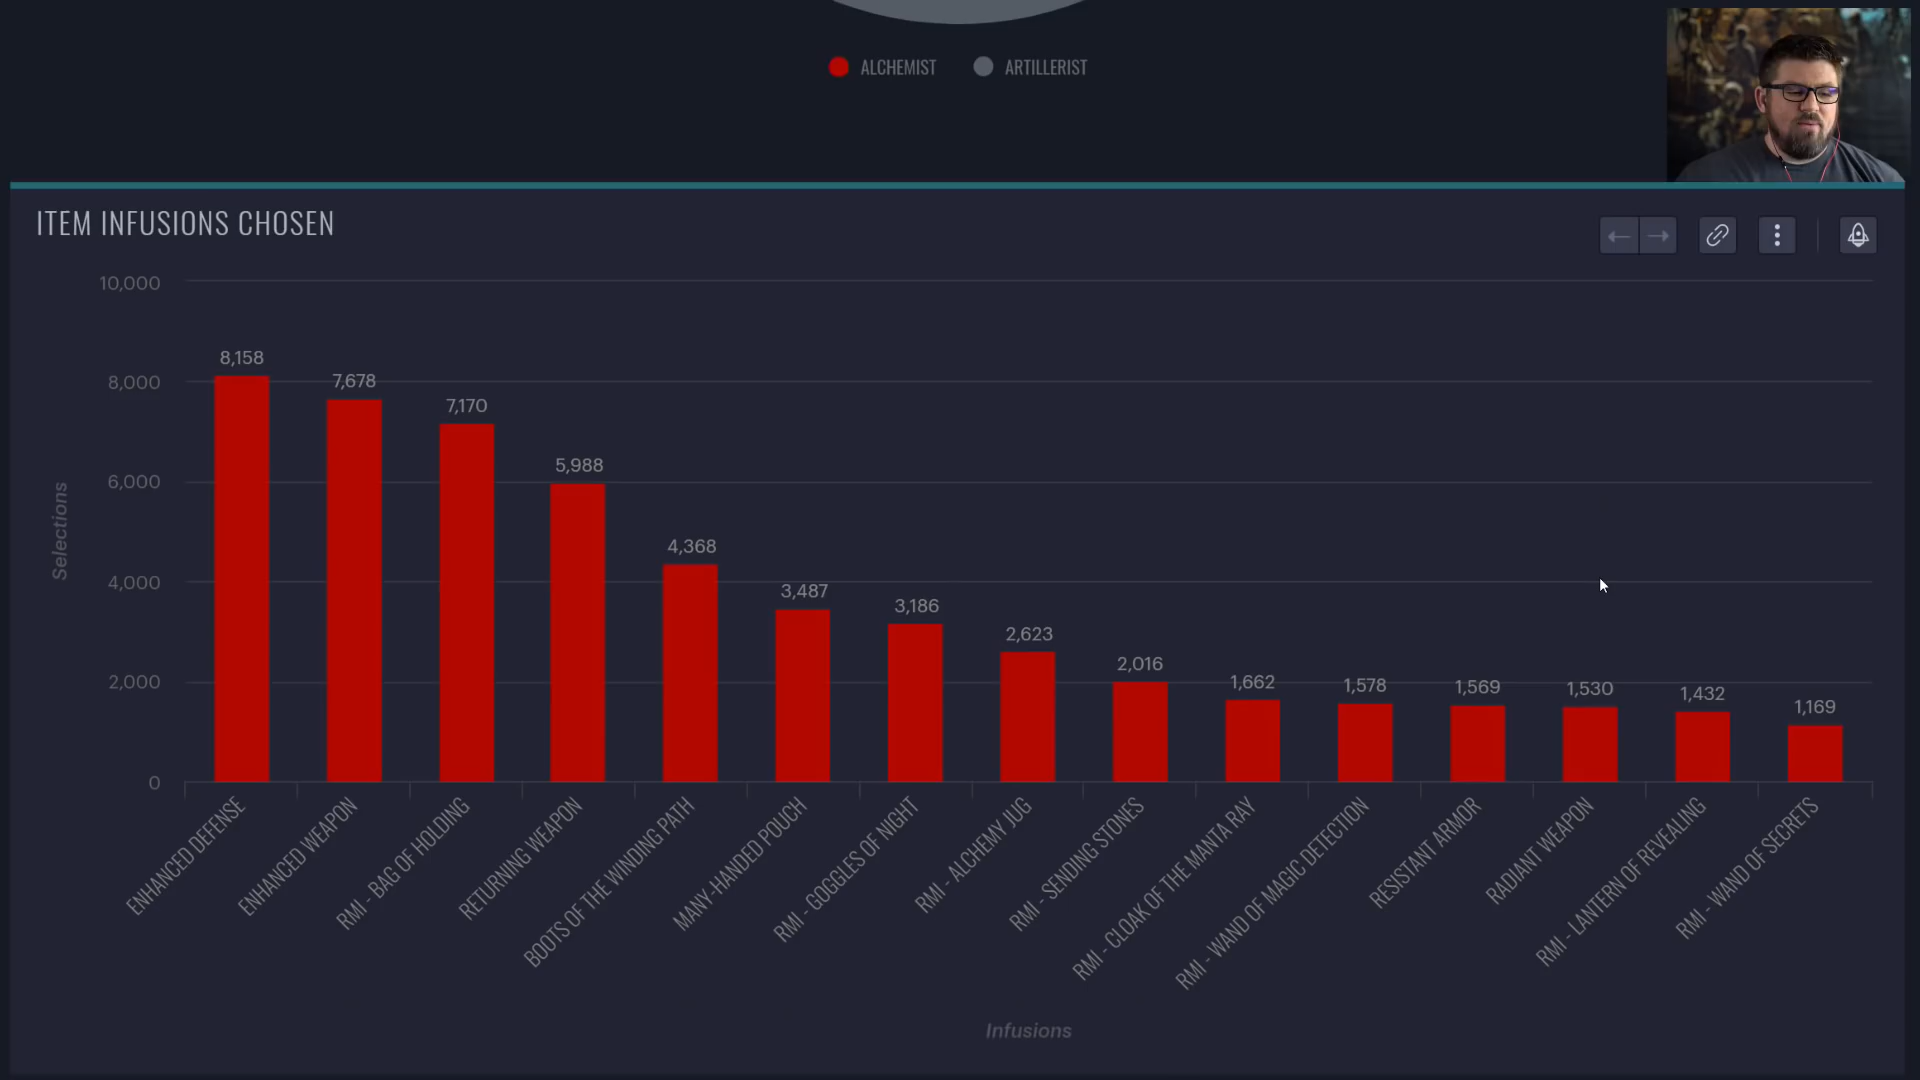 ALCHEMIST
ARTILLERIST
ITEM INFUSIONS CHOSEN
10,000
8,000
6,000
4,000
2,000
0
Selections
8,158
7,678
7,170
5,988
4,368
3,487
3,186
2,623
2,016
1,662
1,578
1,569
1,530
1,432
1,169
ENHANCED DEFENSE
ENHANCED WEAPON
RMI - BAG OF HOLDING
RETURNING WEAPON
BOOTS OF THE WINDING PATH
MANY-HANDED POUCH
RMI - GOGGLES OF NIGHT
RMI - ALCHEMY JUG
RMI - SENDING STONES
RMI - CLOAK OF THE MANTA RAY
RMI - WAND OF MAGIC DETECTION
RESISTANT ARMOR
RADIANT WEAPON
RMI - LANTERN OF REVEALING
RMI - WAND OF SECRETS
Infusions